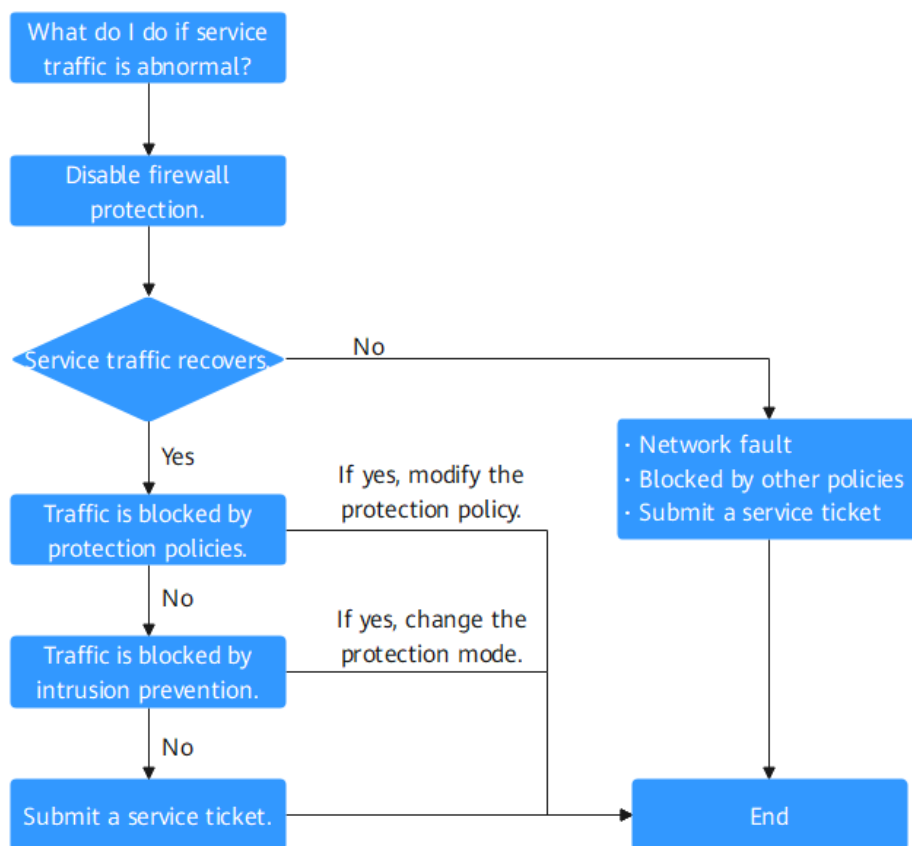 What do I do if service
traffic is abnormal?
Disable firewall
protection.
Service traffic recovers.
No
Yes
Traffic is blocked by
protection policies.
If yes, modify the
protection policy.
· Network fault
· Blocked by other policies
· Submit a service ticket
No
Traffic is blocked by
intrusion prevention.
If yes, change the
protection mode.
No
Submit a service ticket.
End